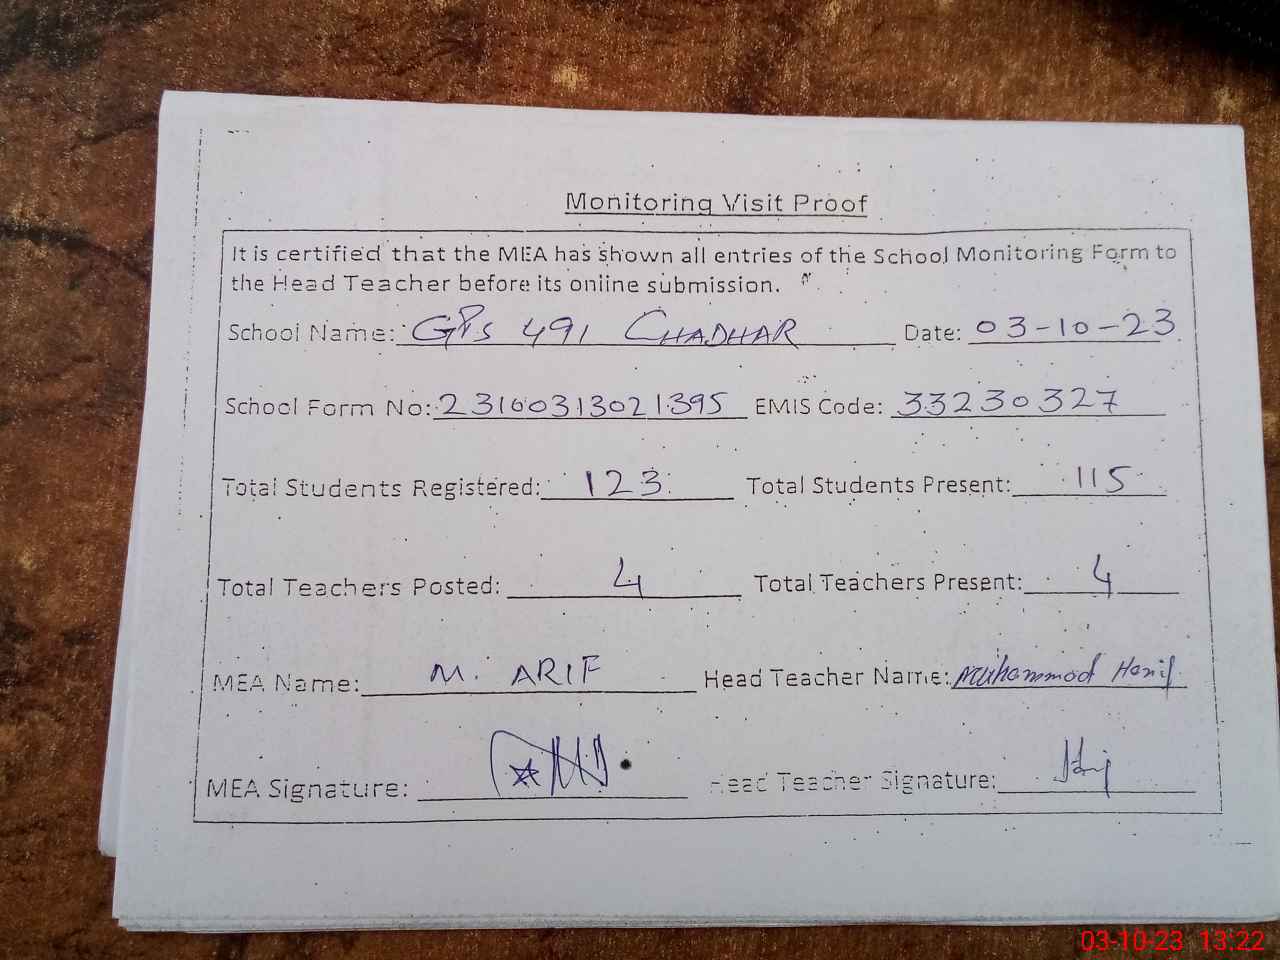 Monitoring Visit Proof
It is certified that the MEA has shown all entries of the School Monitoring Form to
the Head Teacher before its online submission.
School Name: GPS 491 CHADHAR Date: 03-10-23
School Form No: 23100313021395 EMIS Code: 33230327
Total Students Registered: 123 Total Students Present: 115
Total Teachers Posted: 4 Total Teachers Present: 4
MEA Name: M. ARIF Head Teacher Name: Muhammad Hanif
MEA Signature: Head Teacher Signature:
03-10-23 13:22